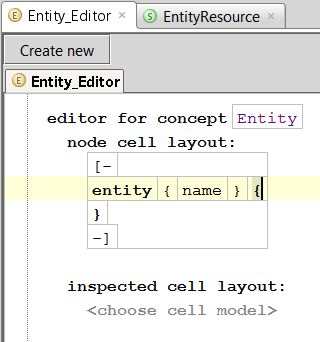 E Entity_Editor × S EntityResource ×
Create new
E Entity_Editor
editor for concept Entity
node cell layout:
[-
entity { name } {
}
-]
inspected cell layout:
<choose cell model>